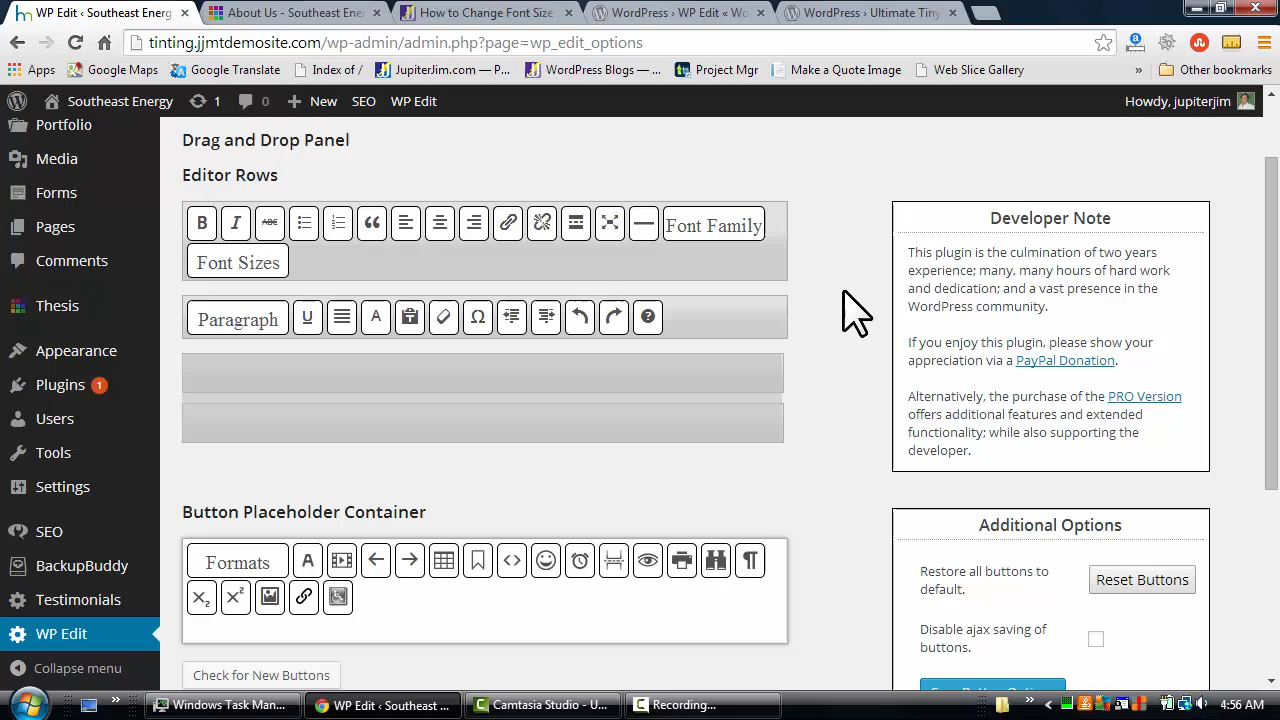 WP Edit ‹ Southeast Energy
About Us - Southeast Ene
How to Change Font Size
WordPress › WP Edit « Wo
WordPress › Ultimate Tiny
tinting.jjmtdemosite.com/wp-admin/admin.php?page=wp_edit_options
Apps
Google Maps
Google Translate
Index of /
JupiterJim.com — P...
WordPress Blogs — ...
Project Mgr
Make a Quote Image
Web Slice Gallery
»
Other bookmarks
Southeast Energy
1
0
New
SEO
WP Edit
Howdy, jupiterjim
Portfolio
Media
Forms
Pages
Comments
Thesis
Appearance
Plugins 1
Users
Tools
Settings
SEO
BackupBuddy
Testimonials
WP Edit
Collapse menu
Drag and Drop Panel
Editor Rows
B I ABC Font Family
Font Sizes
Paragraph U A Ω
Button Placeholder Container
Formats A
X2 X2
Check for New Buttons
Developer Note
This plugin is the culmination of two years
experience; many, many hours of hard work
and dedication; and a vast presence in the
WordPress community.
If you enjoy this plugin, please show your
appreciation via a PayPal Donation.
Alternatively, the purchase of the PRO Version
offers additional features and extended
functionality; while also supporting the
developer.
Additional Options
Restore all buttons to
default.
Reset Buttons
Disable ajax saving of
buttons.
Windows Task Man...
WP Edit ‹ Southeast ...
Camtasia Studio - U...
Recording...
4:56 AM